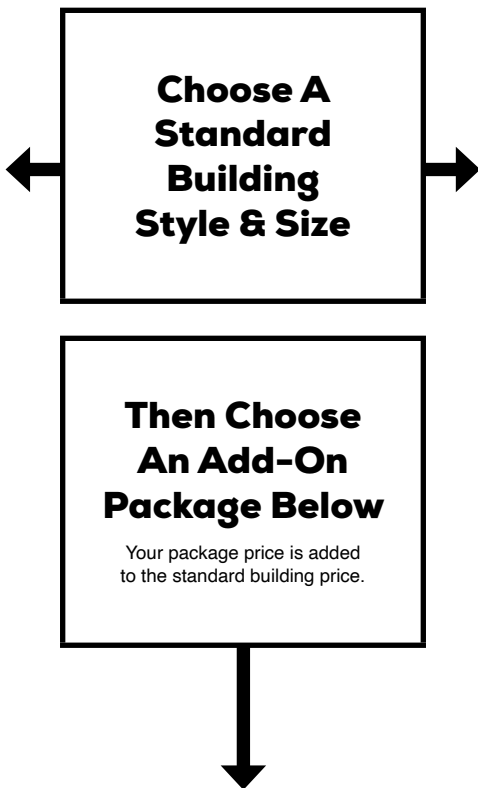 Choose A
Standard
Building
Style & Size
Then Choose
An Add-On
Package Below
Your package price is added
to the standard building price.